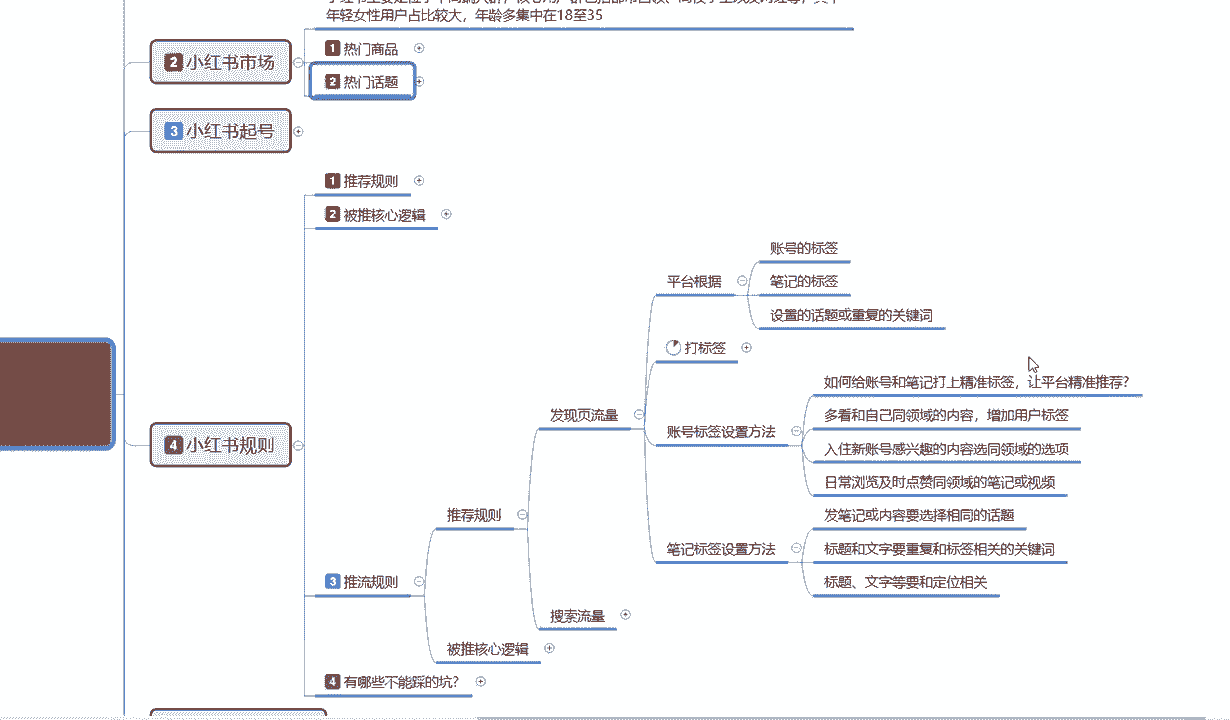 年轻女性用户占比较大，年龄多集中在18至35
2 小红书市场
1 热门商品
2 热门话题
3 小红书起号
4 小红书规则
1 推荐规则
2 被推核心逻辑
3 推流规则
推荐规则
发现页流量
平台根据
账号的标签
笔记的标签
设置的话题或重复的关键词
打标签
账号标签设置方法
如何给账号和笔记打上精准标签，让平台精准推荐？
多看和自己同领域的内容，增加用户标签
入住新账号感兴趣的内容选同领域的选项
日常浏览及时点赞同领域的笔记或视频
笔记标签设置方法
发笔记或内容要选择相同的话题
标题和文字要重复和标签相关的关键词
标题、文字等要和定位相关
搜索流量
被推核心逻辑
4 有哪些不能踩的坑？